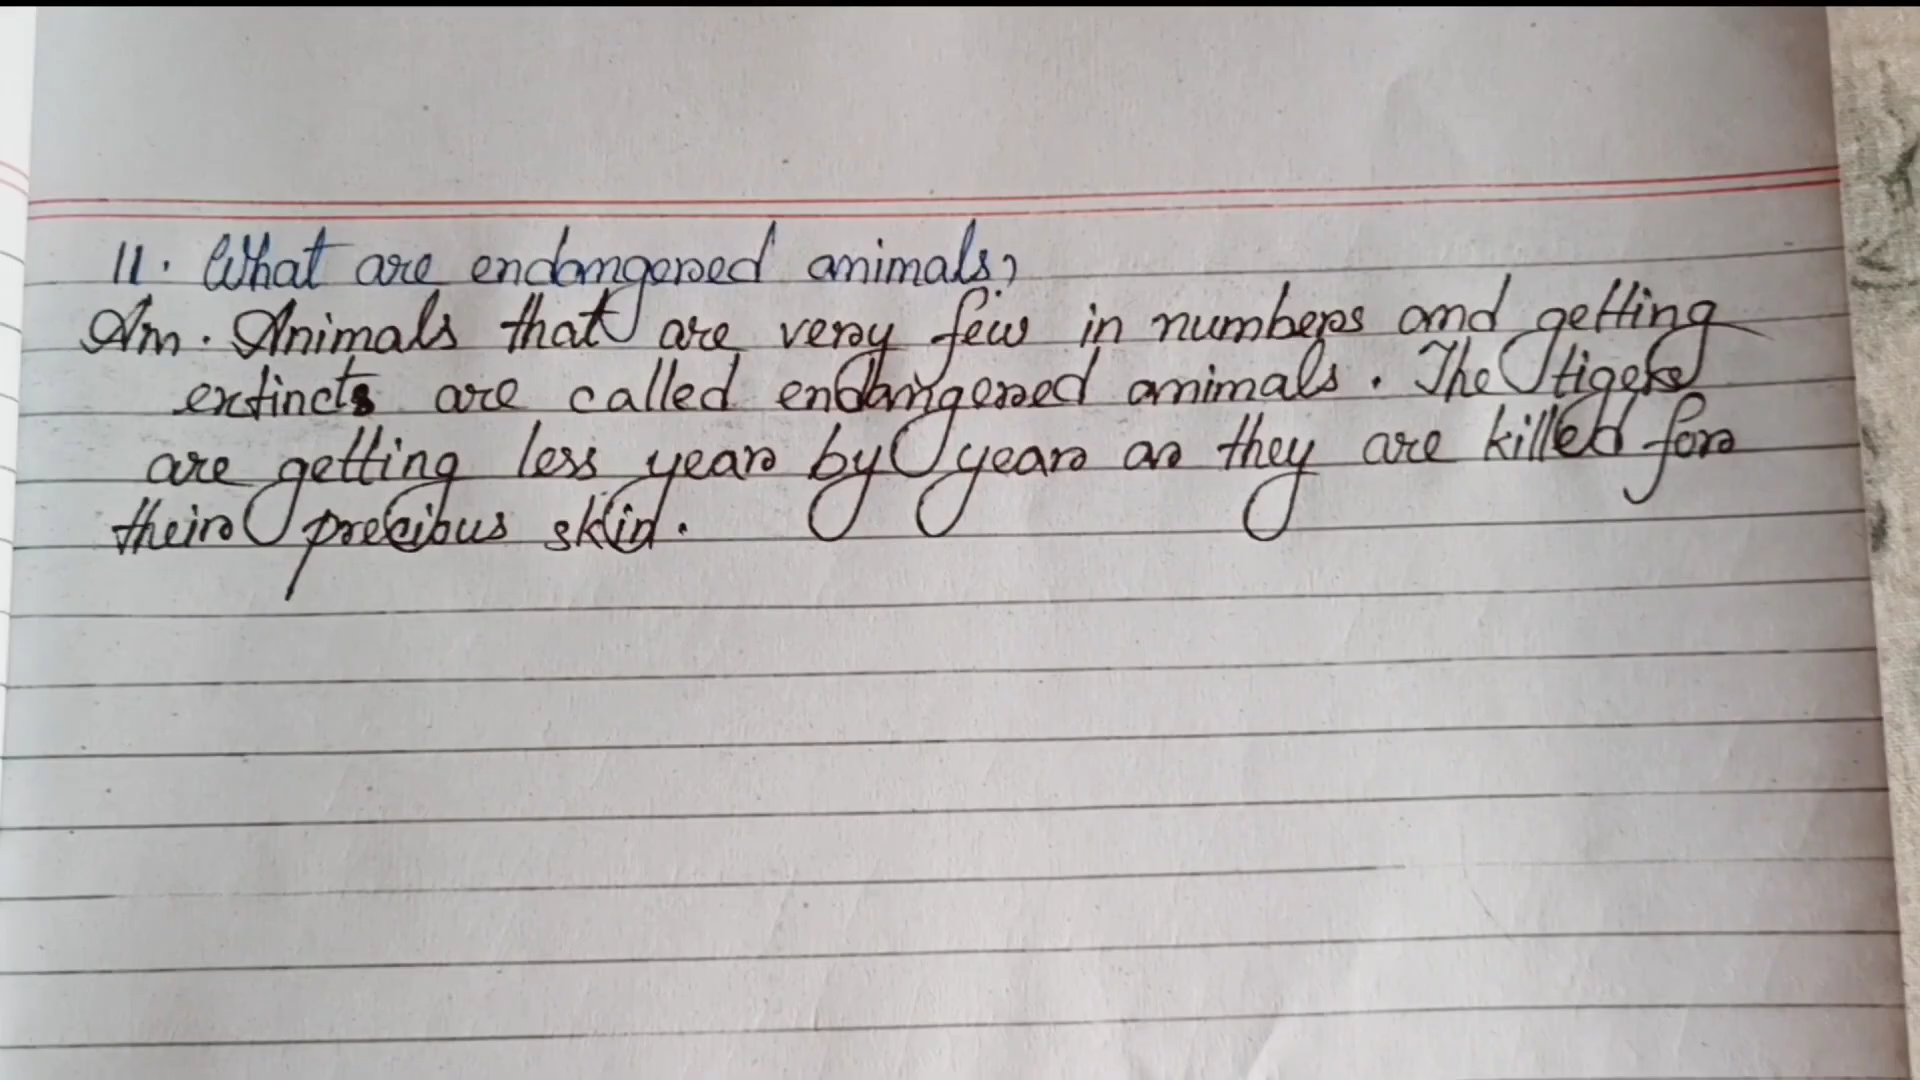 11. What are endangered animals?
Ans. Animals that are very few in numbers and getting
extincts are called endangered animals. The tigers
are getting less year by year as they are killed for
their precious skin.